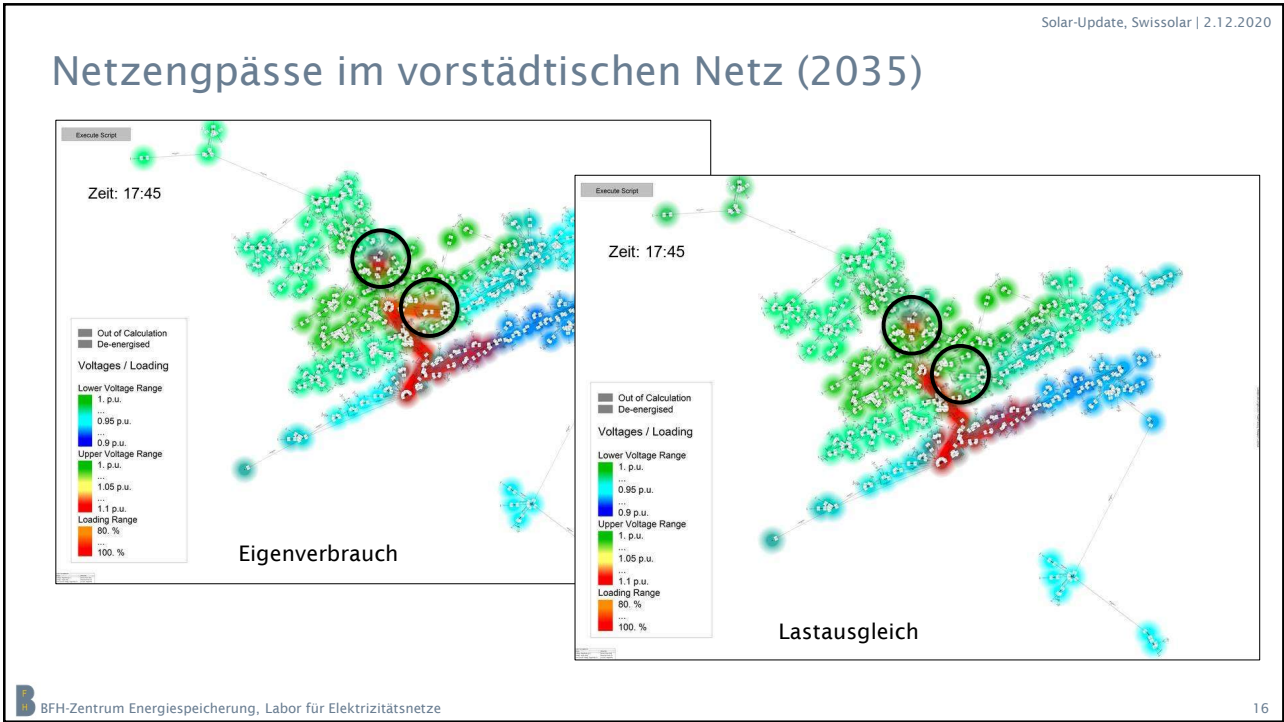 Solar-Update, Swissolar | 2.12.2020
Netzengpässe im vorstädtischen Netz (2035)
Execute Script
Zeit: 17:45
Out of Calculation
De-energised
Voltages / Loading
Lower Voltage Range
1. p.u.
...
0.95 p.u.
...
0.9 p.u.
Upper Voltage Range
1. p.u.
...
1.05 p.u.
...
1.1 p.u.
Loading Range
80. %
...
100. %
Eigenverbrauch
Execute Script
Zeit: 17:45
Out of Calculation
De-energised
Voltages / Loading
Lower Voltage Range
1. p.u.
...
0.95 p.u.
...
0.9 p.u.
Upper Voltage Range
1. p.u.
...
1.05 p.u.
...
1.1 p.u.
Loading Range
80. %
...
100. %
Lastausgleich
B F H
BFH-Zentrum Energiespeicherung, Labor für Elektrizitätsnetze
16